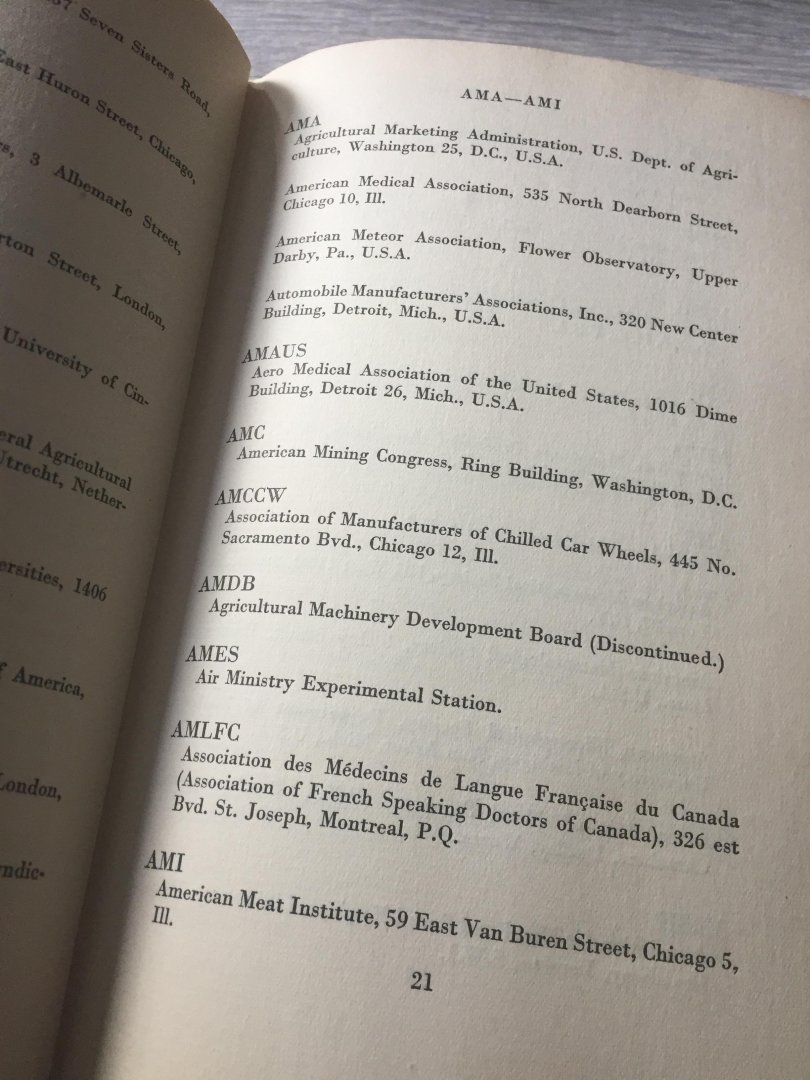 37 Seven Sisters Road,
East Huron Street, Chicago,
3 Albemarle Street,
Street, London,
University of Cin-
Agricultural
Utrecht, Nether-
1406
America,
London,
AMA—AMI
AMA
Agricultural Marketing Administration, U.S. Dept. of Agri-
culture, Washington 25, D.C., U.S.A.
American Medical Association, 535 North Dearborn Street,
Chicago 10, Ill.
American Meteor Association, Flower Observatory, Upper
Darby, Pa., U.S.A.
Automobile Manufacturers' Associations, Inc., 320 New Center
Building, Detroit, Mich., U.S.A.
AMAUS
Aero Medical Association of the United States, 1016 Dime
Building, Detroit 26, Mich., U.S.A.
AMC
American Mining Congress, Ring Building, Washington, D.C.
AMCCW
Association of Manufacturers of Chilled Car Wheels, 445 No.
Sacramento Bvd., Chicago 12, Ill.
AMDB
Agricultural Machinery Development Board (Discontinued.)
AMES
Air Ministry Experimental Station.
AMLFC
Association des Médecins de Langue Française du Canada
(Association of French Speaking Doctors of Canada), 326 est
Bvd. St. Joseph, Montreal, P.Q.
AMI
American Meat Institute, 59 East Van Buren Street, Chicago 5,
Ill.
21